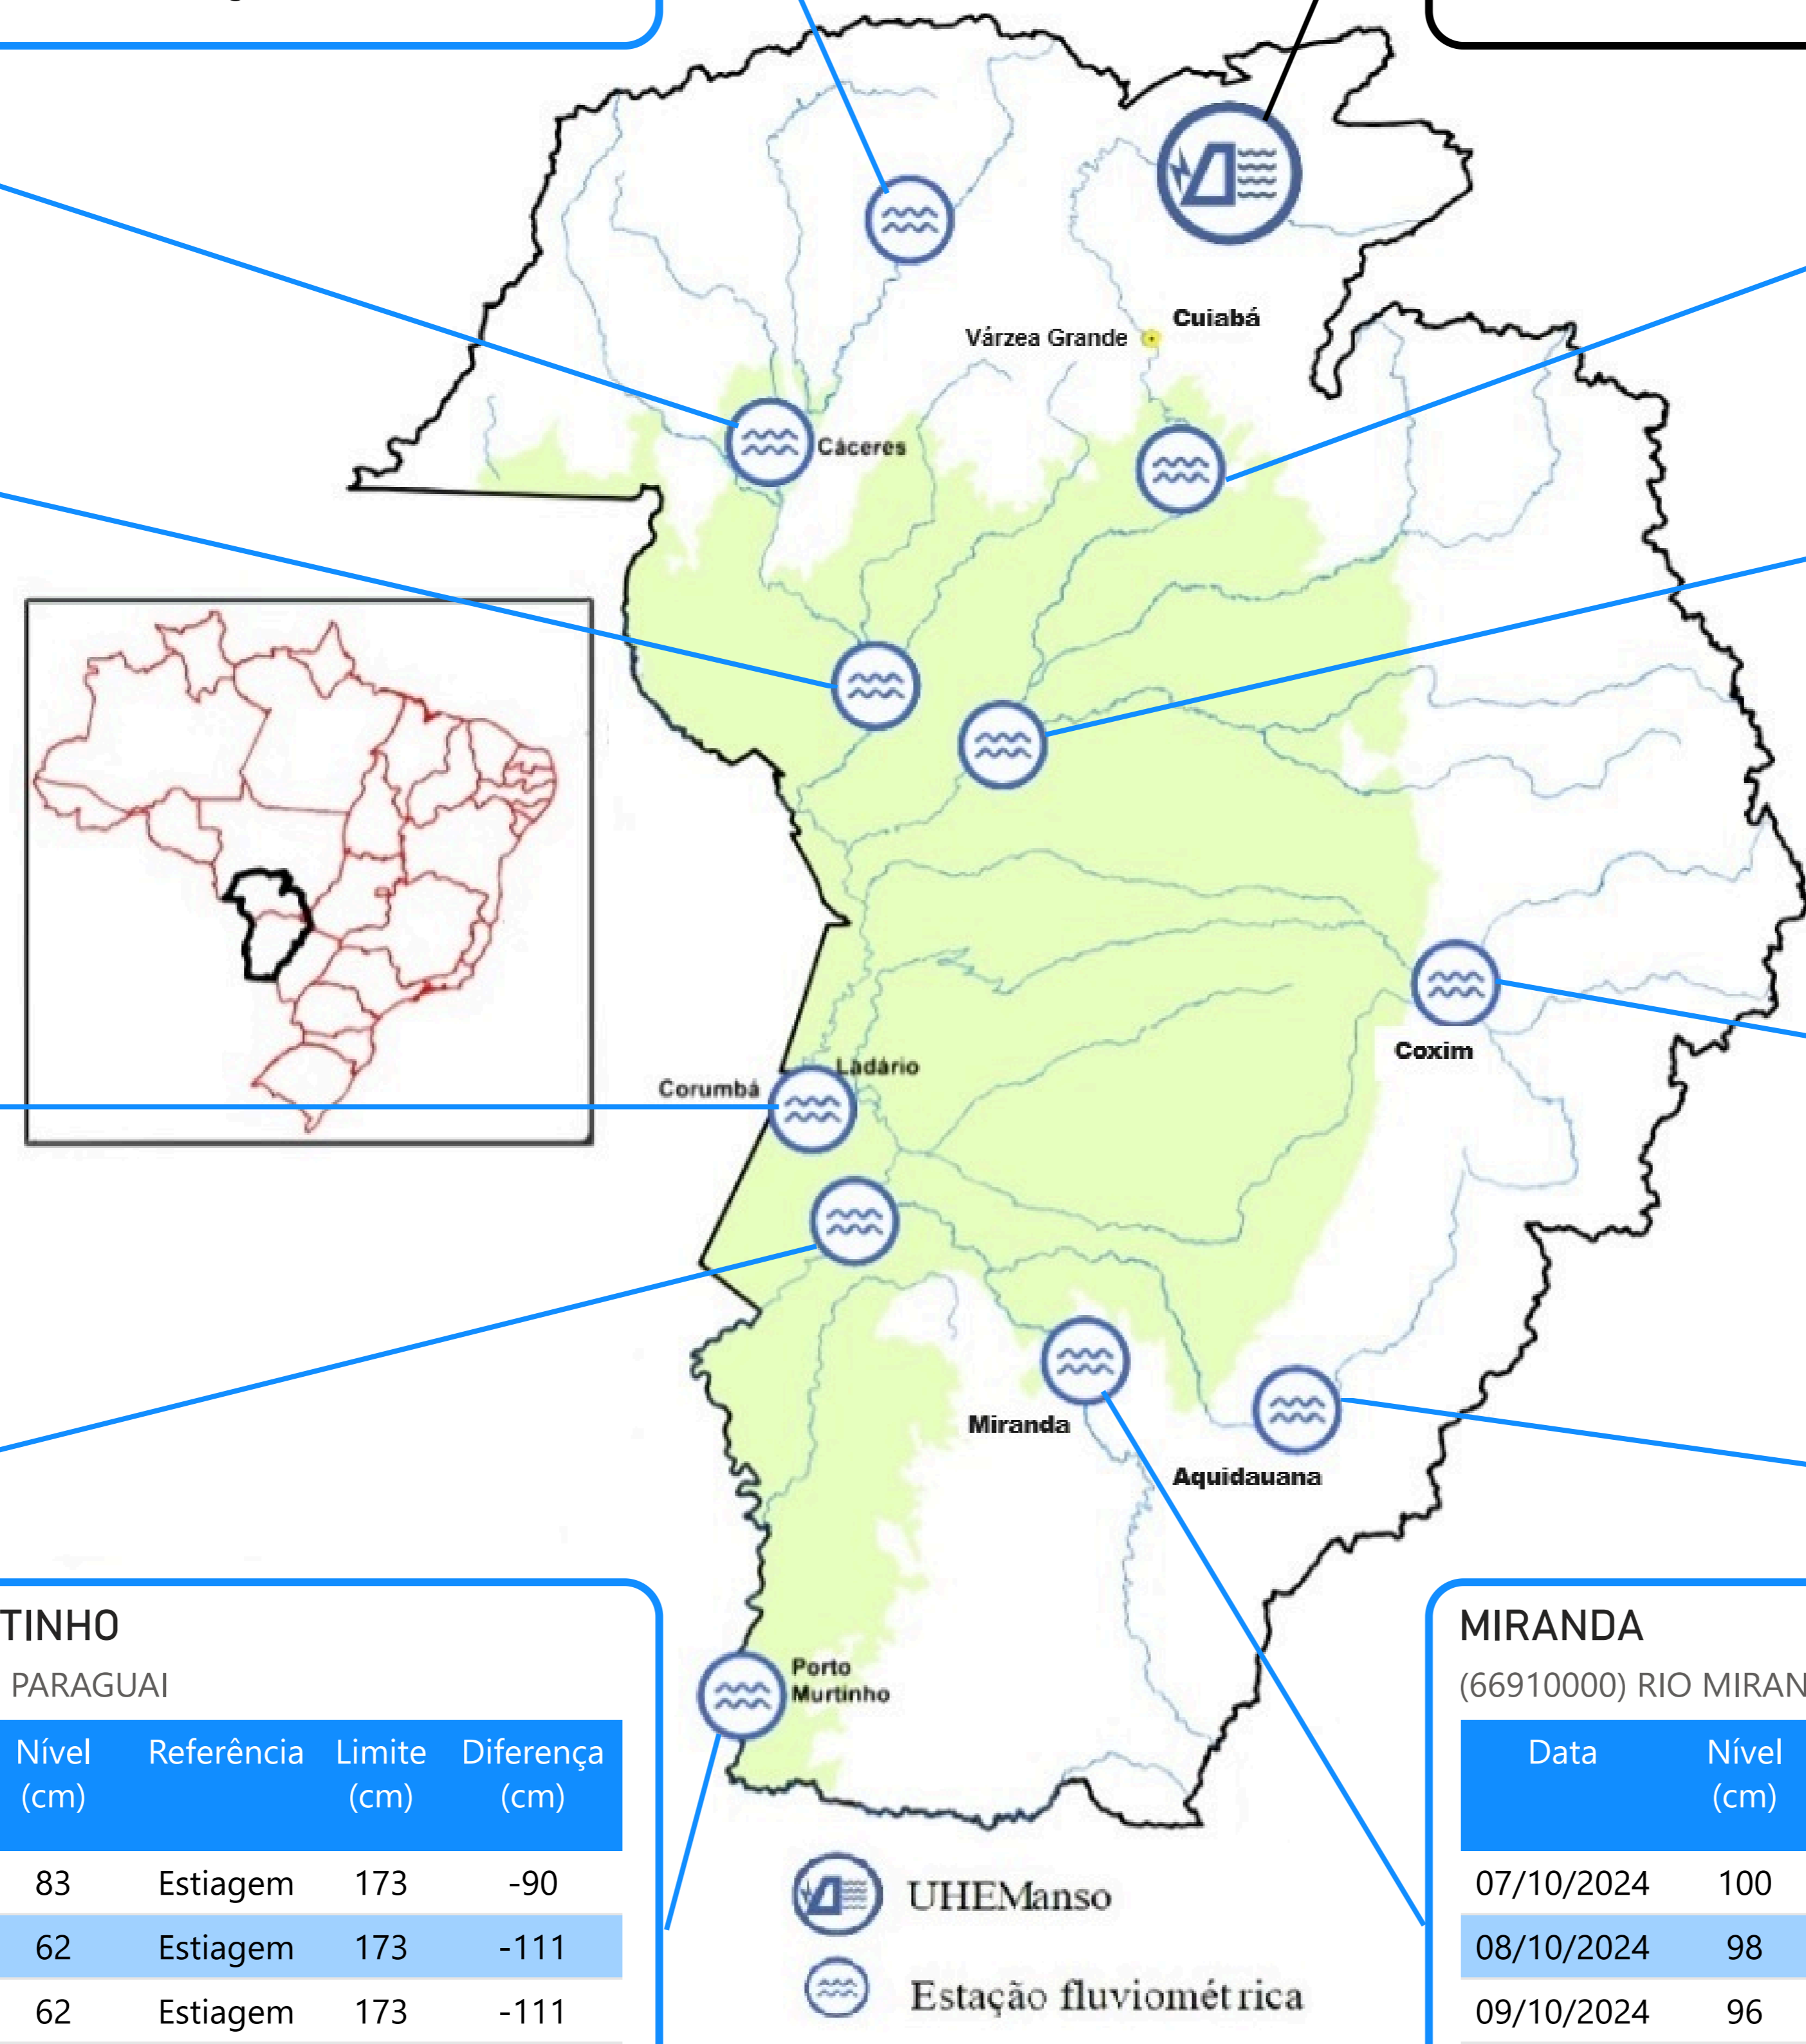 Várzea Grande
Cuiabá
Cáceres
Coxim
Ladário
Corumbá
Miranda
Aquidauana
Porto
Murtinho
TINHO
PARAGUAI
Nível (cm) Referência Limite (cm) Diferença (cm)
83 Estiagem 173 -90
62 Estiagem 173 -111
62 Estiagem 173 -111
UHEManso
Estação fluviométrica
MIRANDA
(66910000) RIO MIRAN
Data Nível (cm)
07/10/2024 100
08/10/2024 98
09/10/2024 96